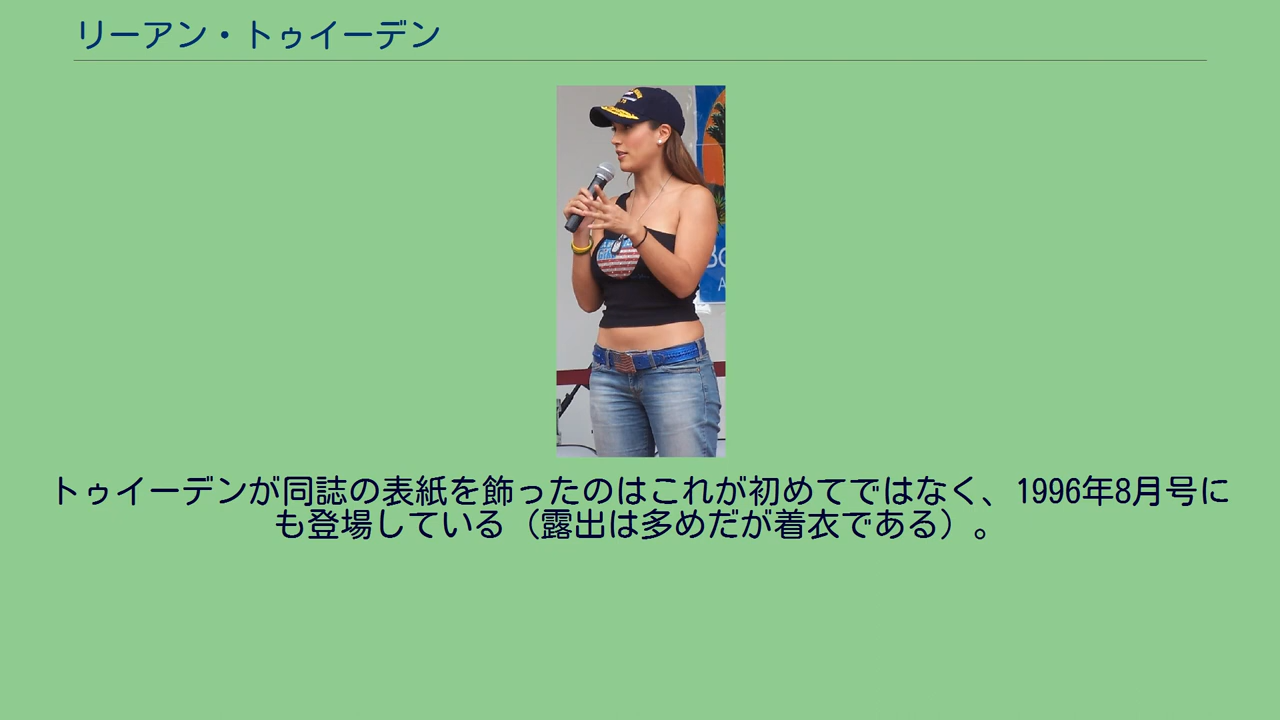 リーアン・トゥイーデン
トゥイーデンが同誌の表紙を飾ったのはこれが初めてではなく、1996年8月号に
も登場している（露出は多めだが着衣である）。